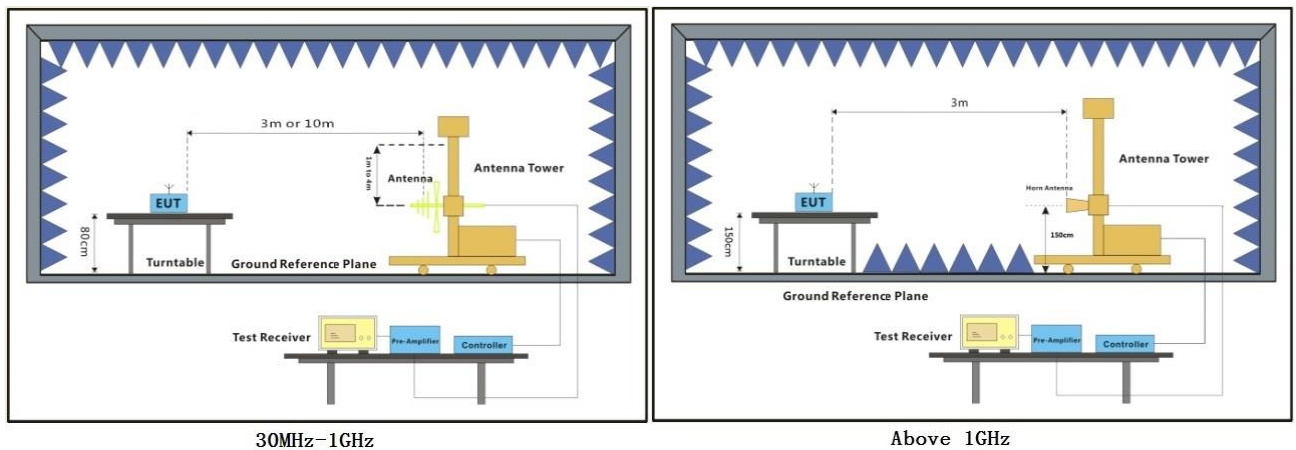 3m or 10m
1m to 4m
Antenna
Antenna Tower
EUT
80cm
Turntable
Ground Reference Plane
Test Receiver
Pre-Amplifier
Controller
30MHz-1GHz
3m
Antenna Tower
Horn Antenna
EUT
150cm
150cm
Turntable
Ground Reference Plane
Test Receiver
Pre-Amplifier
Controller
Above 1GHz